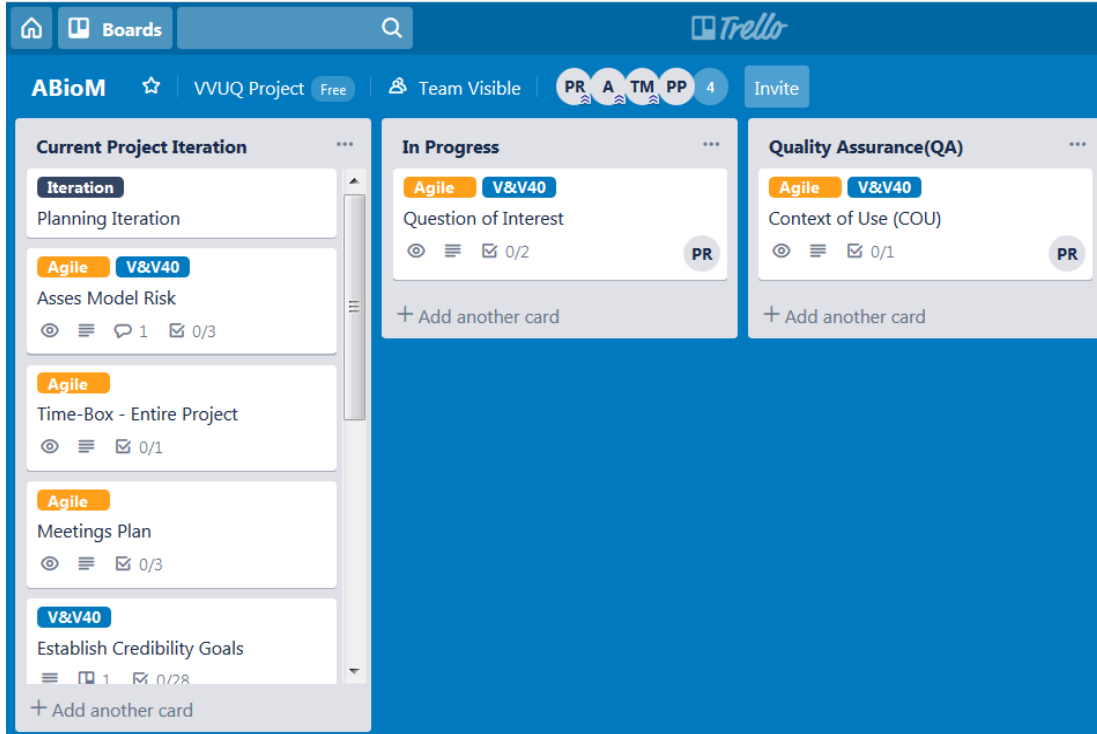 Boards
Trello
ABioM VVUQ Project Free Team Visible PR A TM PP 4 Invite
Current Project Iteration
Iteration
Planning Iteration
Agile V&V40
Asses Model Risk
1 0/3
Agile
Time-Box - Entire Project
0/1
Agile
Meetings Plan
0/3
V&V40
Establish Credibility Goals
1 0/28
+ Add another card
In Progress
Agile V&V40
Question of Interest
0/2 PR
+ Add another card
Quality Assurance(QA)
Agile V&V40
Context of Use (COU)
0/1 PR
+ Add another card